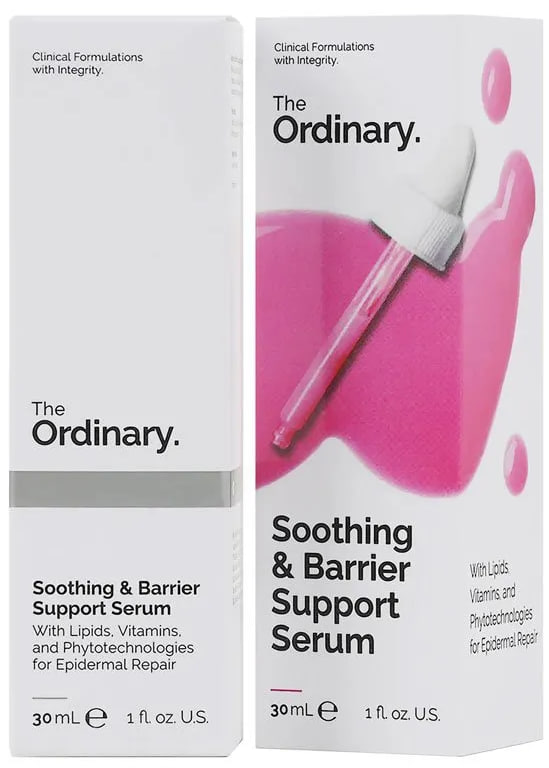 Clinical Formulations
with Integrity.
The
Ordinary.
Soothing & Barrier
Support Serum
With Lipids, Vitamins,
and Phytotechnologies
for Epidermal Repair
30 mL e 1 fl. oz. U.S.
Clinical Formulations
with Integrity.
The
Ordinary.
Soothing
& Barrier
Support
Serum
With Lipids,
Vitamins, and
Phytotechnologies
for Epidermal Repair
30 mL e 1 fl. oz. U.S.